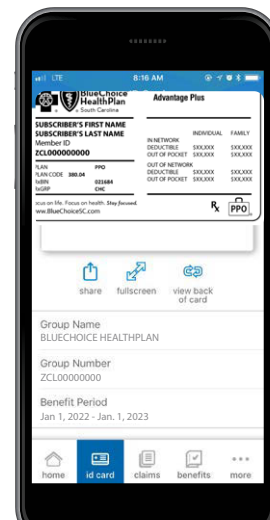 LTE 8:16 AM
BlueChoice
HealthPlan
South Carolina
Advantage Plus
SUBSCRIBER'S FIRST NAME
SUBSCRIBER'S LAST NAME
Member ID
ZCL000000000
INDIVIDUAL FAMILY
IN NETWORK
DEDUCTIBLE $XX,XXX $XX,XXX
OUT OF POCKET $XX,XXX $XX,XXX
OUT OF NETWORK
DEDUCTIBLE $XX,XXX $XX,XXX
OUT OF POCKET $XX,XXX $XX,XXX
PLAN PPO
PLAN CODE 380.04
RxBIN 021684
RxGRP CHC
ocus on life. Focus on health. Stay focused.
ww.BlueChoiceSC.com
Rx PPO
share fullscreen view back
of card
Group Name
BLUECHOICE HEALTHPLAN
Group Number
ZCL00000000
Benefit Period
Jan 1, 2022 - Jan. 1, 2023
home id card claims benefits more